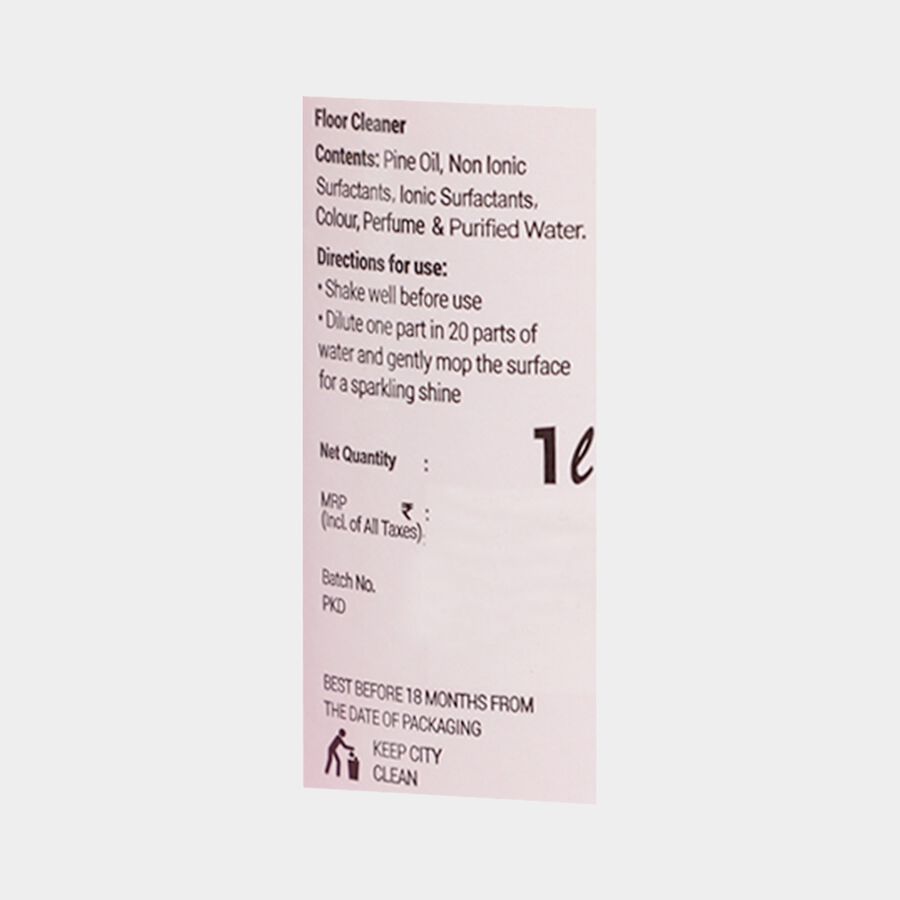 Floor Cleaner
Contents: Pine Oil, Non Ionic
Surfactants, Ionic Surfactants,
Colour, Perfume & Purified Water.
Directions for use:
• Shake well before use
• Dilute one part in 20 parts of
water and gently mop the surface
for a sparkling shine
Net Quantity : 1ℓ
MRP ₹ :
(Incl. of All Taxes)
Batch No.
PKD
BEST BEFORE 18 MONTHS FROM
THE DATE OF PACKAGING
KEEP CITY
CLEAN